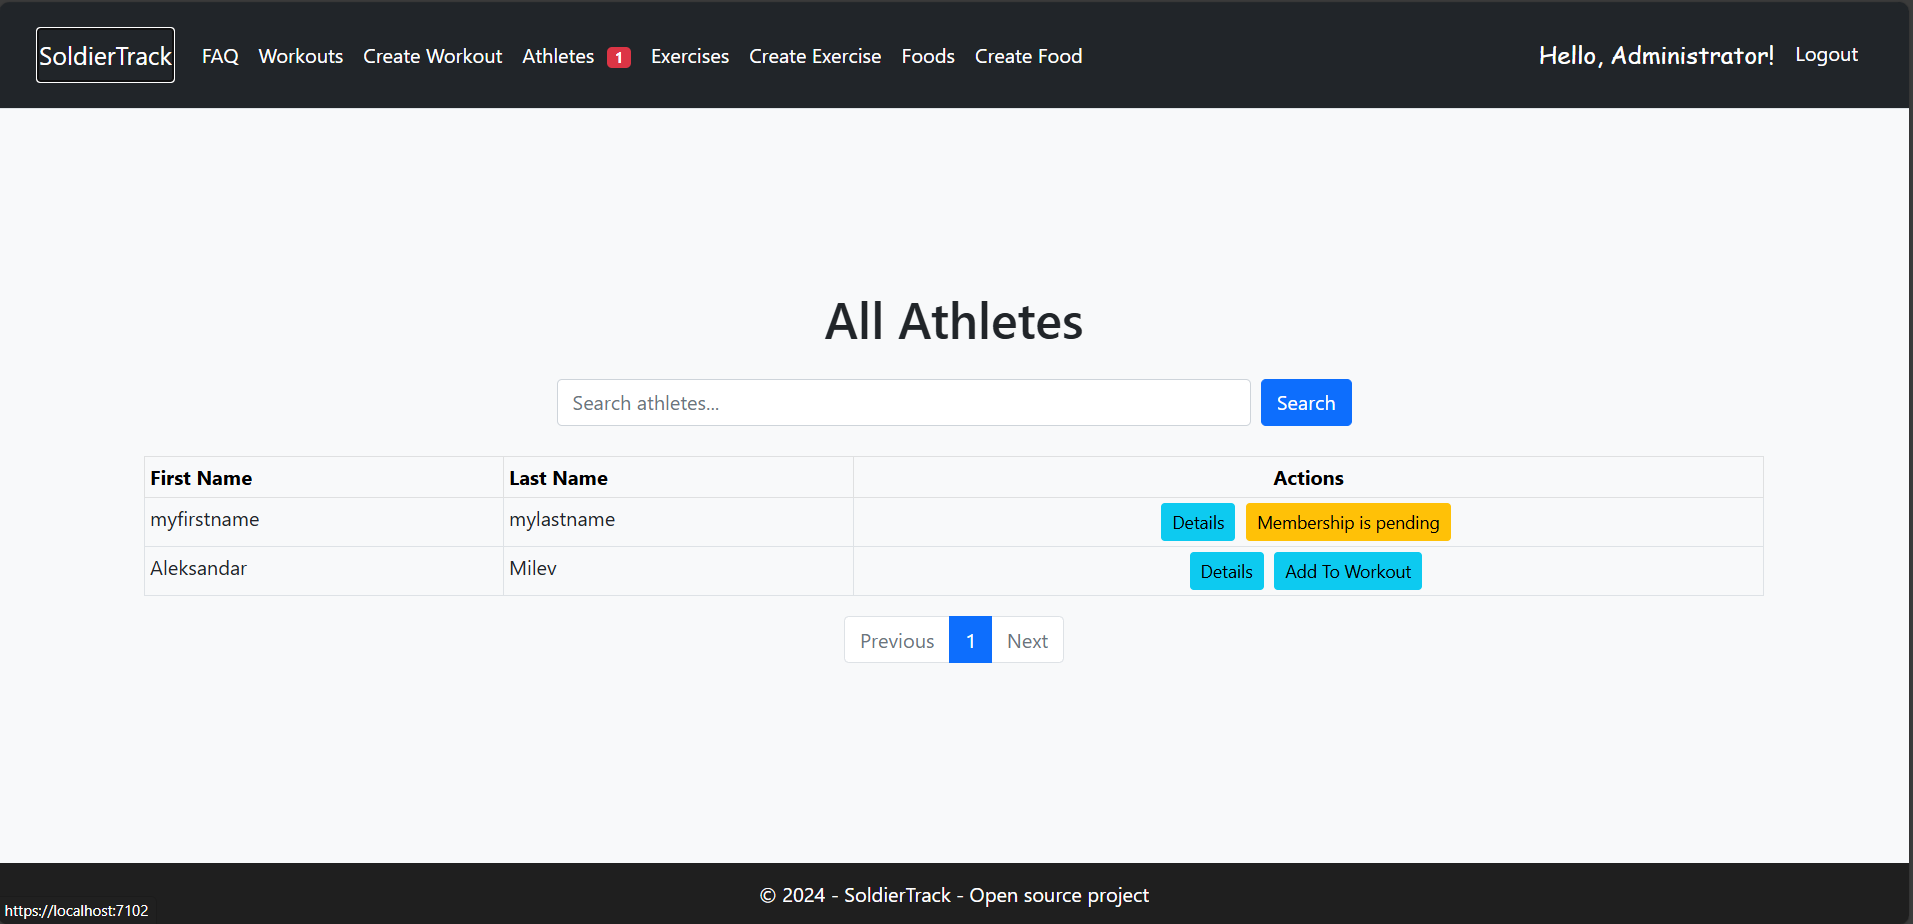 SoldierTrack FAQ Workouts Create Workout Athletes 1 Exercises Create Exercise Foods Create Food Hello, Administrator! Logout
All Athletes
Search athletes... Search
First Name Last Name Actions
myfirstname mylastname Details Membership is pending
Aleksandar Milev Details Add To Workout
Previous 1 Next
© 2024 - SoldierTrack - Open source project
https://localhost:7102